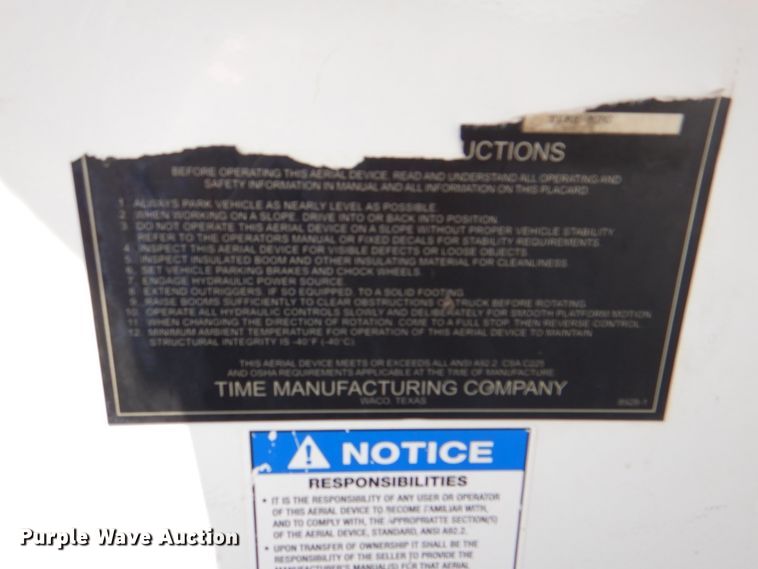 UCTIONS
BEFORE OPERATING THIS AERIAL DEVICE, READ AND UNDERSTAND ALL OPERATING AND
SAFETY INFORMATION IN MANUAL AND ALL INFORMATION ON THIS PLACARD
1. ALWAYS PARK VEHICLE AS NEARLY LEVEL AS POSSIBLE.
2. WHEN WORKING ON A SLOPE, DRIVE INTO OR BACK INTO POSITION.
3. DO NOT OPERATE THIS AERIAL DEVICE ON A SLOPE WITHOUT PROPER VEHICLE STABILITY.
REFER TO THE OPERATORS MANUAL OR FIXED DECALS FOR STABILITY REQUIREMENTS.
4. INSPECT THIS AERIAL DEVICE FOR VISIBLE DEFECTS OR LOOSE OBJECTS.
5. INSPECT INSULATED BOOM AND OTHER INSULATING MATERIAL FOR CLEANLINESS.
6. SET VEHICLE PARKING BRAKES AND CHOCK WHEELS.
7. ENGAGE HYDRAULIC POWER SOURCE.
8. EXTEND OUTRIGGERS, IF SO EQUIPPED, TO A SOLID FOOTING.
9. RAISE BOOMS SUFFICIENTLY TO CLEAR OBSTRUCTIONS TRUCK BEFORE ROTATING.
10. OPERATE ALL HYDRAULIC CONTROLS SLOWLY AND DELIBERATELY FOR SMOOTH PLATFORM MOTION.
11. WHEN CHANGING THE DIRECTION OF ROTATION, COME TO A FULL STOP, THEN REVERSE CONTROL.
12. MINIMUM AMBIENT TEMPERATURE FOR OPERATION OF THIS AERIAL DEVICE TO MAINTAIN
STRUCTURAL INTEGRITY IS -40°F (-40°C).
THIS AERIAL DEVICE MEETS OR EXCEEDS ALL ANSI A92.2, CSA C225
AND OSHA REQUIREMENTS APPLICABLE AT THE TIME OF MANUFACTURE
TIME MANUFACTURING COMPANY
WACO, TEXAS
NOTICE
RESPONSIBILITIES
• IT IS THE RESPONSIBILITY OF ANY USER OR OPERATOR
OF THIS AERIAL DEVICE TO BECOME FAMILIAR WITH,
AND TO COMPLY WITH, THE APPROPRIATTE SECTION(S)
OF THE AERIAL DEVICE, STANDARD, ANSI A92.2.
• UPON TRANSFER OF OWNERSHIP IT SHALL BE THE
RESPONSIBILITY OF THE SELLER TO PROVIDE THE
MANUFACTURER'S MANUAL(S) FOR THAT AERIAL
Purple Wave Auction